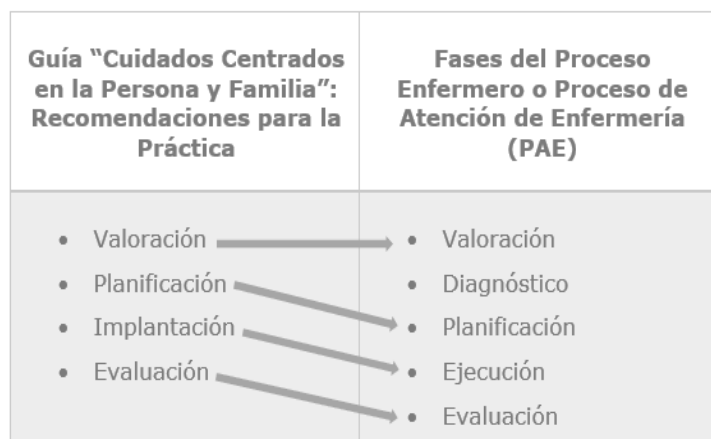 Guía “Cuidados Centrados
en la Persona y Familia”:
Recomendaciones para la
Práctica
Fases del Proceso
Enfermero o Proceso de
Atención de Enfermería
(PAE)
• Valoración
• Planificación
• Implantación
• Evaluación
• Valoración
• Diagnóstico
• Planificación
• Ejecución
• Evaluación